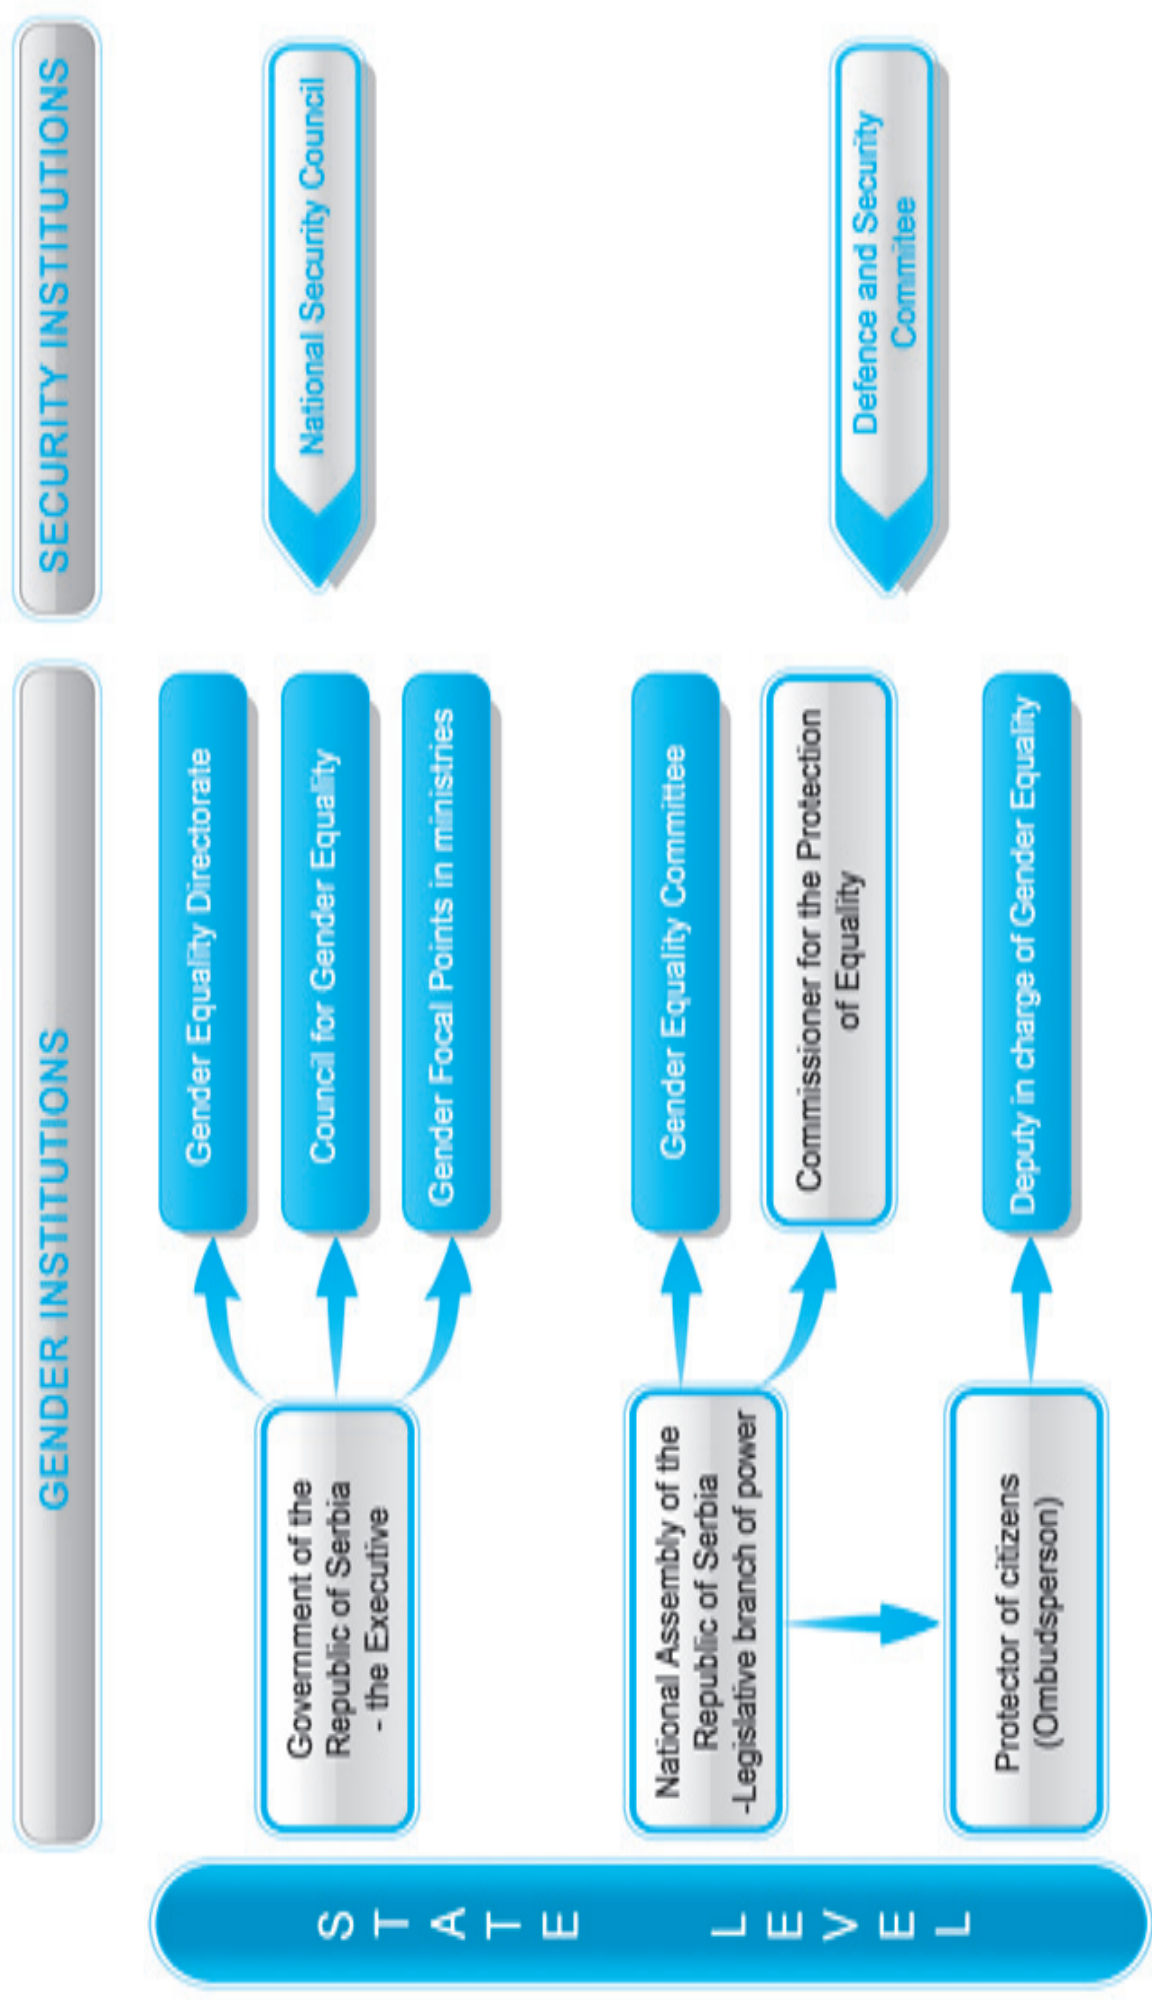 GENDER INSTITUTIONS
SECURITY INSTITUTIONS
STATE LEVEL
Government of the
Republic of Serbia
- the Executive
Gender Equality Directorate
Council for Gender Equality
Gender Focal Points in ministries
National Security Council
National Assembly of the
Republic of Serbia
-Legislative branch of power
Gender Equality Committee
Commissioner for the Protection
of Equality
Defence and Security
Commitee
Protector of citizens
(Ombudsperson)
Deputy in charge of Gender Equality